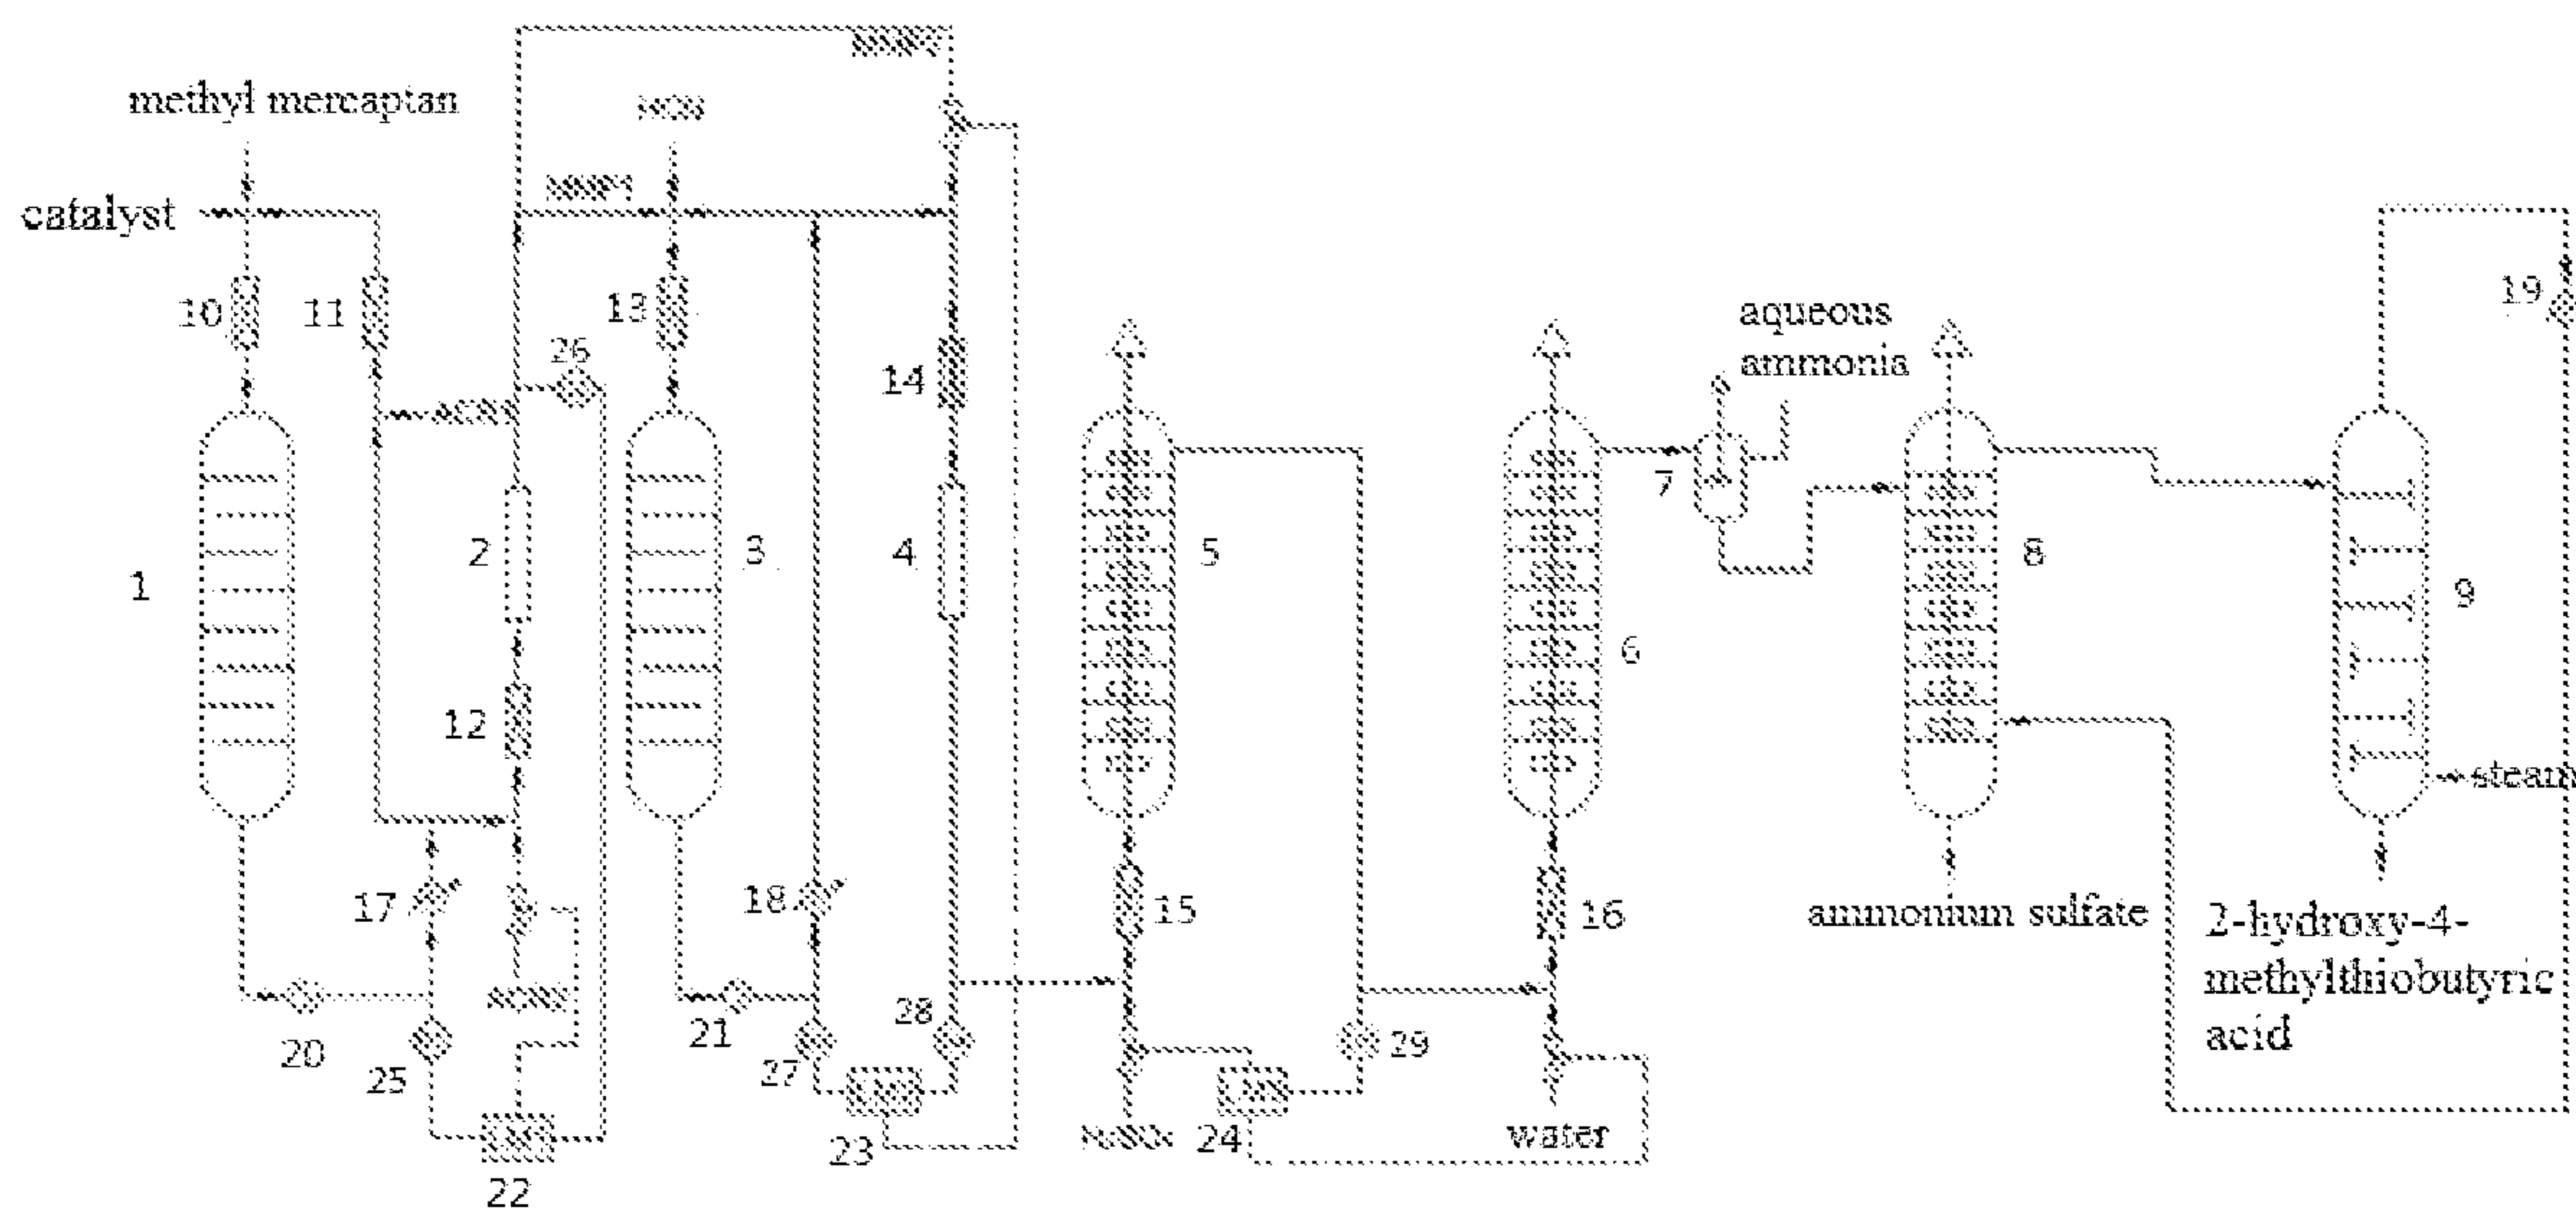 methyl mercaptan
catalyst
10
11
13
26
14
aqueous
ammonia
19
1
2
3
4
5
6
7
8
9
12
17
18
15
16
steam
ammonium sulfate
2-hydroxy-4-
methylthiobutyric
acid
20
25
21
27
28
29
22
23
24
water